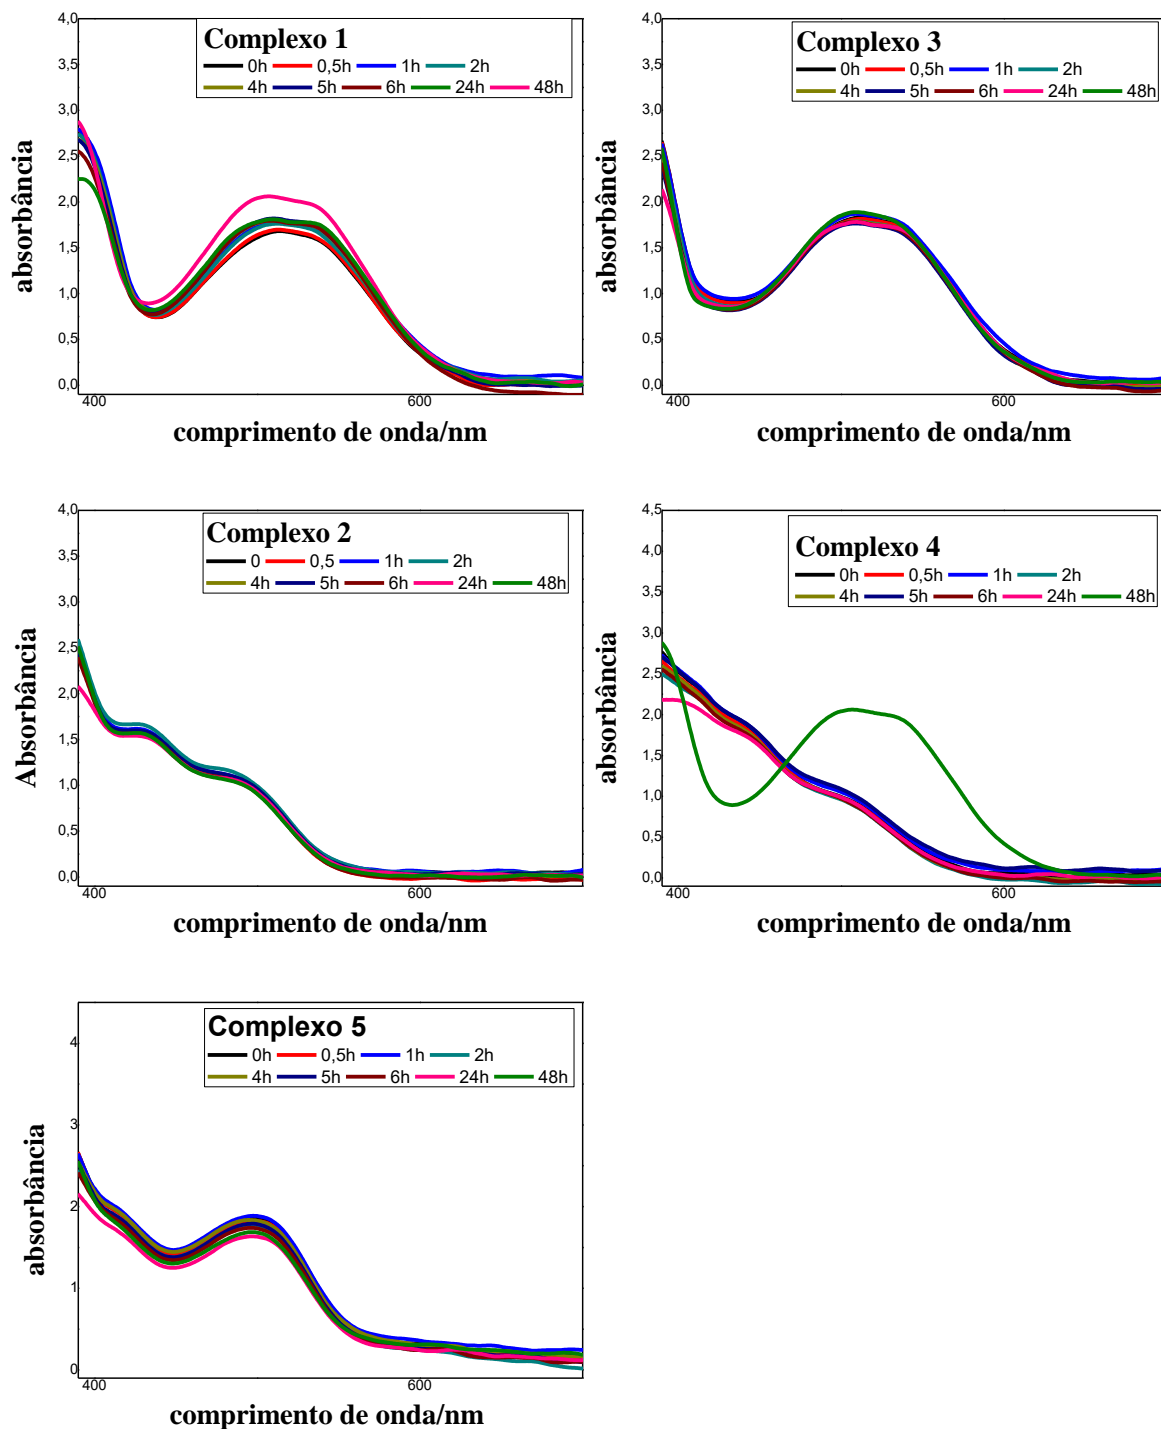 Complexo 1
0h 0,5h 1h 2h
4h 5h 6h 24h 48h
absorbância
4,0
3,5
3,0
2,5
2,0
1,5
1,0
0,5
0,0
400 600
comprimento de onda/nm
Complexo 3
0h 0,5h 1h 2h
4h 5h 6h 24h 48h
absorbância
4,0
3,5
3,0
2,5
2,0
1,5
1,0
0,5
0,0
400 600
comprimento de onda/nm
Complexo 2
0 0,5 1h 2h
4h 5h 6h 24h 48h
Absorbância
4,0
3,5
3,0
2,5
2,0
1,5
1,0
0,5
0,0
400 600
comprimento de onda/nm
Complexo 4
0h 0,5h 1h 2h
4h 5h 6h 24h 48h
absorbância
4,5
4,0
3,5
3,0
2,5
2,0
1,5
1,0
0,5
0,0
400 600
comprimento de onda/nm
Complexo 5
0h 0,5h 1h 2h
4h 5h 6h 24h 48h
absorbância
4
3
2
1
0
400 600
comprimento de onda/nm